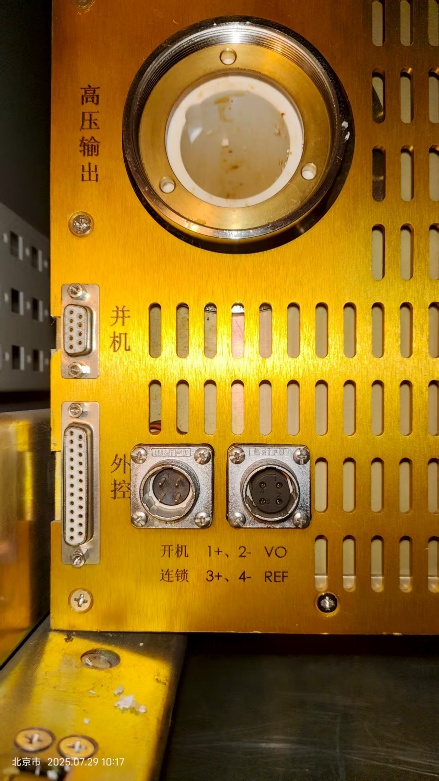 高压输出
并机
外控
开机 1+、2- VO
连锁 3+、4- REF
北京市 2025.07.29 10:17